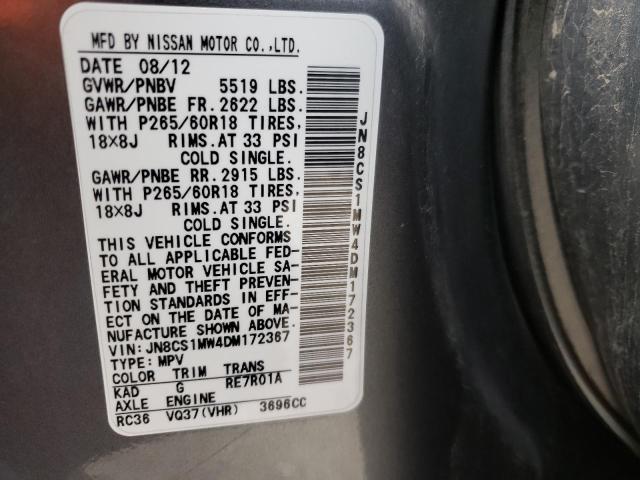 MFD BY NISSAN MOTOR CO.,LTD.
DATE 08/12
GVWR/PNBV 5519 LBS.
GAWR/PNBE FR. 2622 LBS.
WITH P265/60R18 TIRES,
18×8J RIMS. AT 33 PSI
COLD SINGLE.
GAWR/PNBE RR. 2915 LBS.
WITH P265/60R18 TIRES,
18×8J RIMS. AT 33 PSI
COLD SINGLE.
THIS VEHICLE CONFORMS
TO ALL APPLICABLE FED-
ERAL MOTOR VEHICLE SA-
FETY AND THEFT PREVEN-
TION STANDARDS IN EFF-
ECT ON THE DATE OF MA-
NUFACTURE SHOWN ABOVE.
VIN: JN8CS1MW4DM172367
TYPE: MPV
COLOR TRIM TRANS
KAD G RE7R01A
AXLE ENGINE
RC36 VQ37(VHR) 3696CC
JN8CS1MW4DM172367